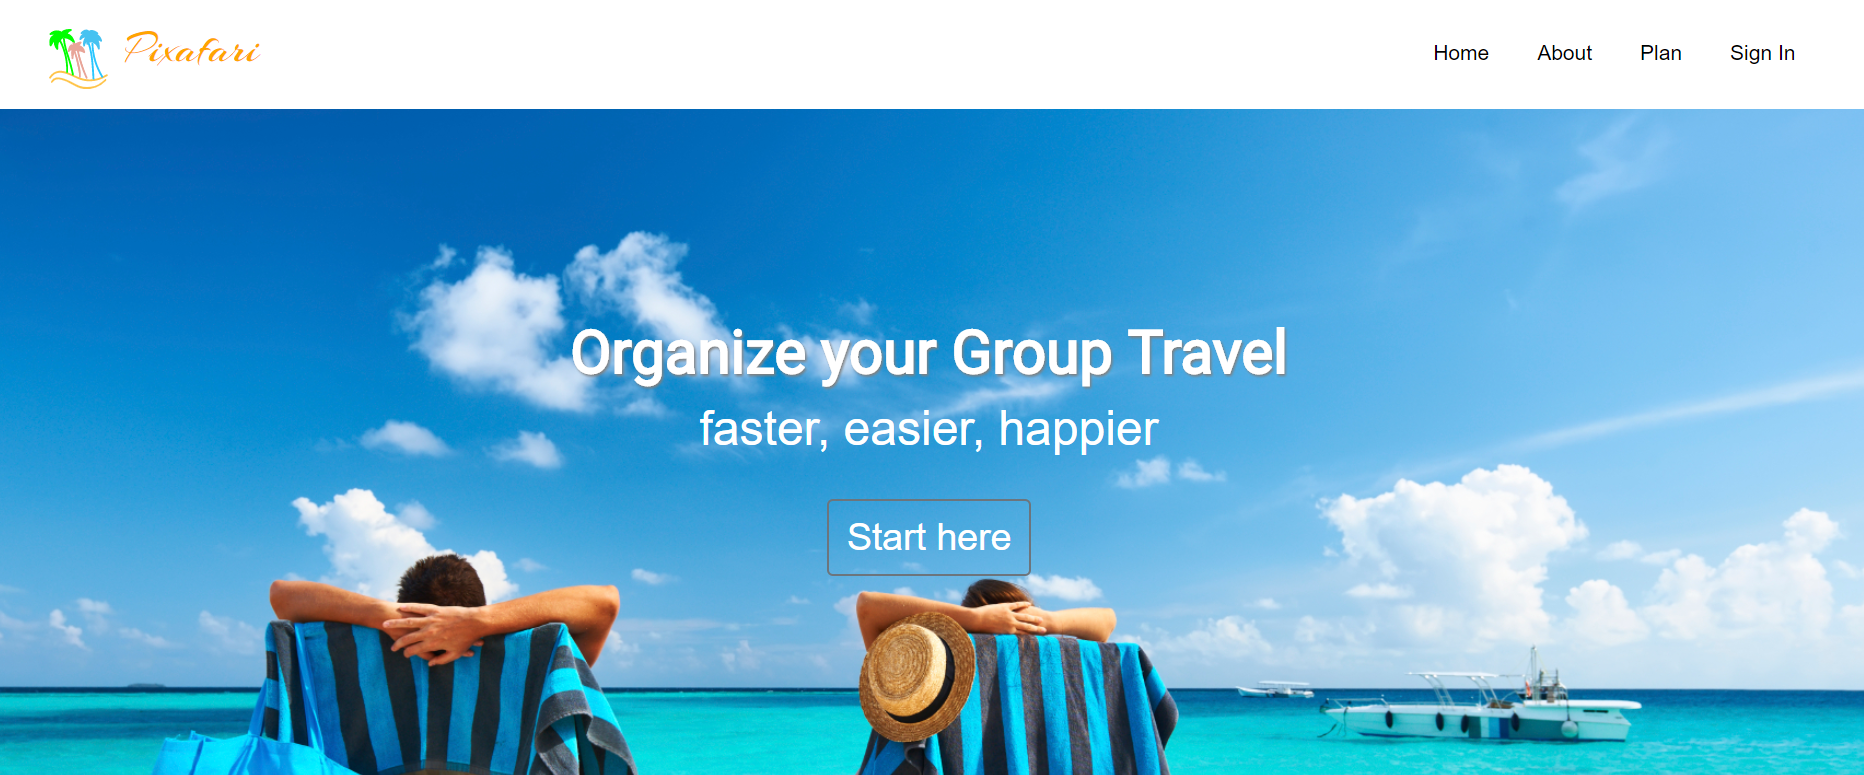 Pixafari
Home About Plan Sign In
Organize your Group Travel
faster, easier, happier
Start here